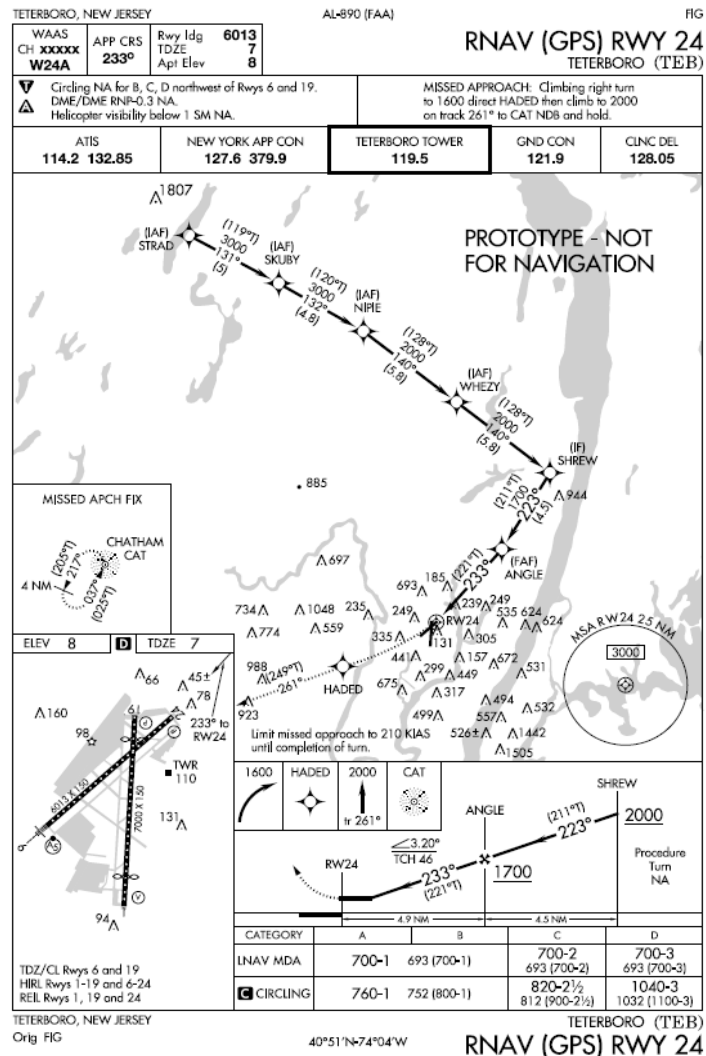 TETERBORO, NEW JERSEY
AL-890 (FAA)
FIG
WAAS
CH XXXXX
W24A
APP CRS
233°
Rwy ldg 6013
TDZE 7
Apt Elev 8
RNAV (GPS) RWY 24
TETERBORO (TEB)
T
A
Circling NA for B, C, D northwest of Rwys 6 and 19.
DME/DME RNP-0.3 NA.
Helicopter visibility below 1 SM NA.
MISSED APPROACH: Climbing right turn
to 1600 direct HADED then climb to 2000
on track 261° to CAT NDB and hold.
ATIS
114.2 132.85
NEW YORK APP CON
127.6 379.9
TETERBORO TOWER
119.5
GND CON
121.9
CLNC DEL
128.05
1807
(IAF)
STRAD
(119°T)
3000
131°
(5)
(IAF)
SKUBY
(120°T)
3000
132°
(4.8)
(IAF)
NIPIE
(128°T)
2000
140°
(5.8)
(IAF)
WHEZY
(128°T)
2000
140°
(5.8)
(IF)
SHREW
PROTOTYPE - NOT
FOR NAVIGATION
885
944
(211°T)
1700
223°
(4.5)
(FAF)
ANGLE
MISSED APCH FIX
CHATHAM
CAT
4 NM
(205°T)
217°
037°
(025°T)
697
693
185
(221°T)
233°
734
1048
235
249
239
249
535
624
624
RW24
774
559
335
131
305
988
(249°T)
261°
HADED
441
299
157
672
449
531
675
317
923
494
532
499
557
526±
1442
1505
MSA RW24 25 NM
3000
Limit missed approach to 210 KIAS
until completion of turn.
ELEV 8
D
TDZE 7
66
45±
78
233° to
RW24
160
98
TWR
110
6013 X 150
7000 X 150
131
A5
94
TDZ/CL Rwys 6 and 19
HIRL Rwys 1-19 and 6-24
REIL Rwys 1, 19 and 24
1600
HADED
2000
tr 261°
CAT
SHREW
ANGLE
(211°T)
223°
2000
3.20°
TCH 46
RW24
233°
(221°T)
1700
Procedure
Turn
NA
4.9 NM
4.5 NM
CATEGORY
A
B
C
D
LNAV MDA
700-1 693 (700-1)
700-2
693 (700-2)
700-3
693 (700-3)
C CIRCLING
760-1 752 (800-1)
820-2½
812 (900-2½)
1040-3
1032 (1100-3)
TETERBORO, NEW JERSEY
Orig FIG
40°51'N-74°04'W
TETERBORO (TEB)
RNAV (GPS) RWY 24